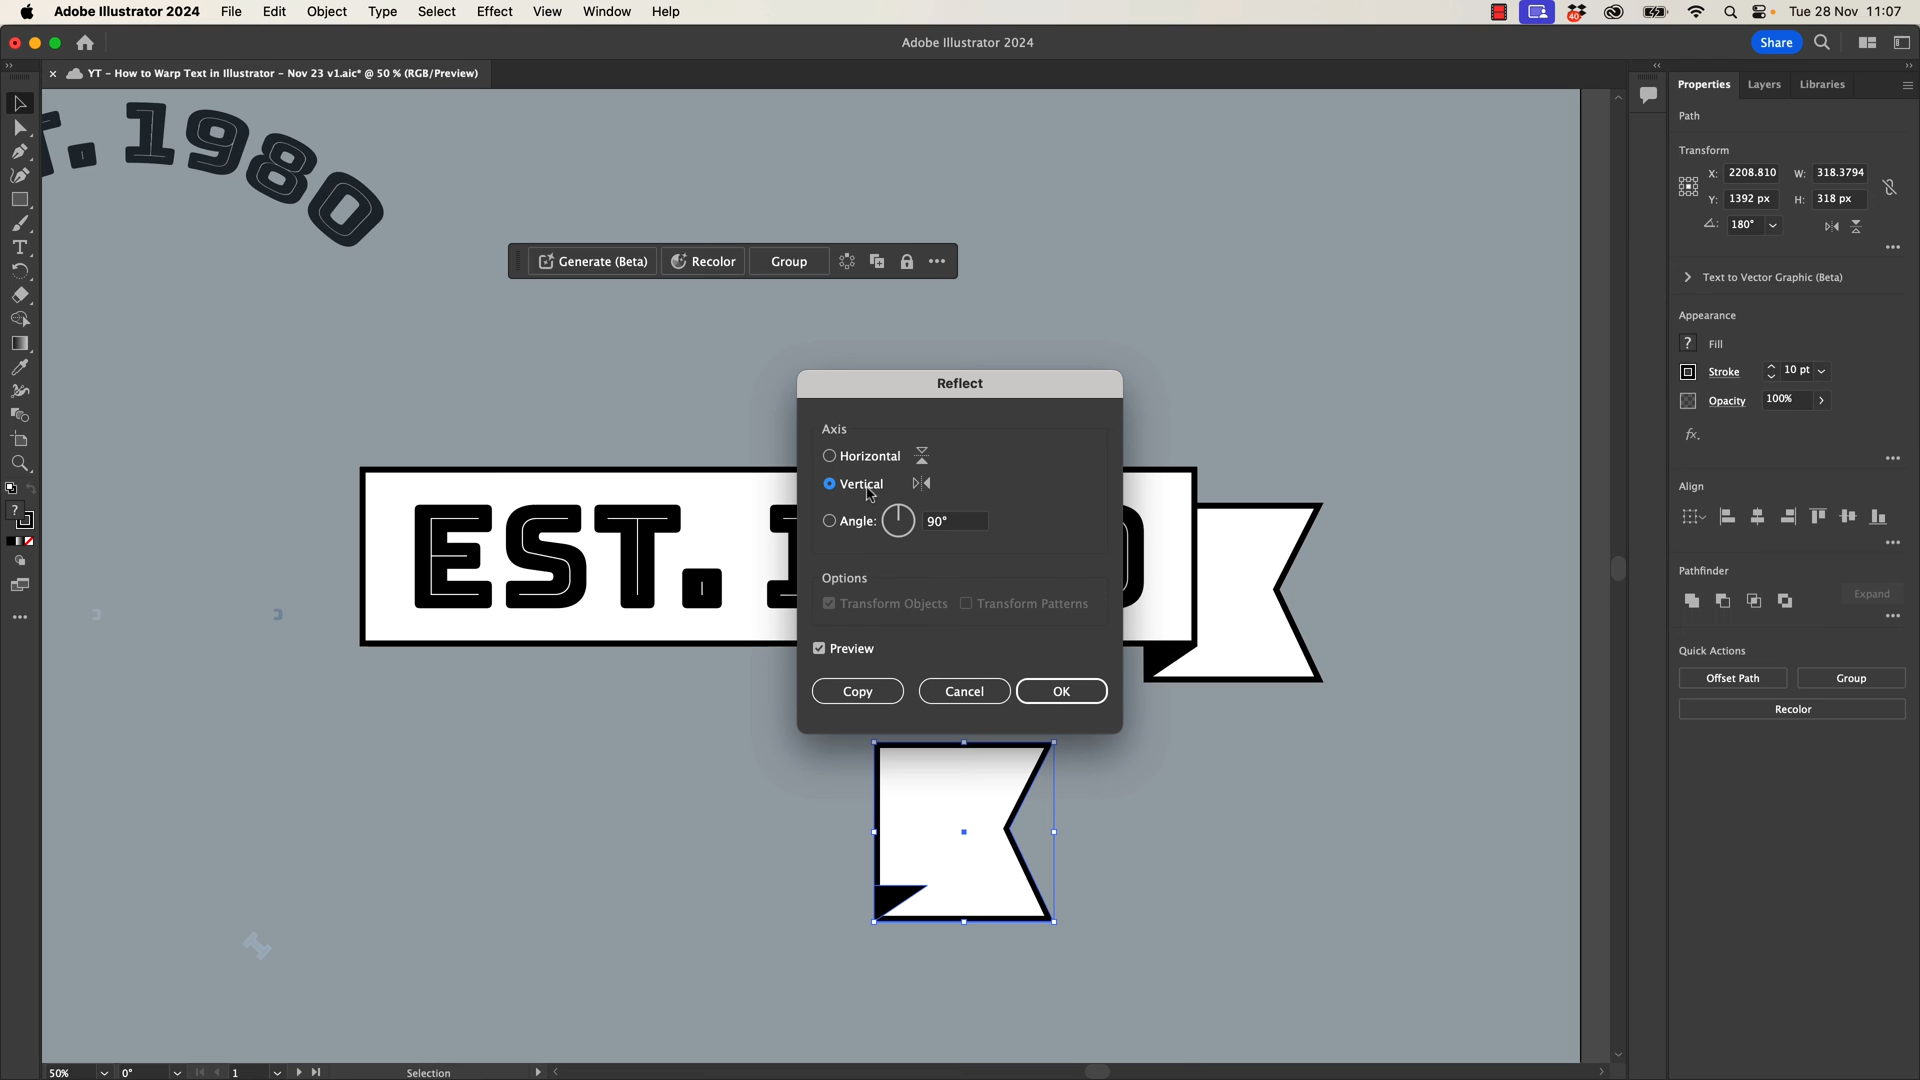 Adobe Illustrator 2024 File Edit Object Type Select Effect View Window Help
40
Tue 28 Nov 11:07
Adobe Illustrator 2024
Share
YT - How to Warp Text in Illustrator - Nov 23 v1.aic* @ 50 % (RGB/Preview)
Properties Layers Libraries
Path
Transform
X: 2208.810 W: 318.3794
Y: 1392 px H: 318 px
180°
Text to Vector Graphic (Beta)
Appearance
? Fill
Stroke 10 pt
Opacity 100%
fx.
Align
Pathfinder
Expand
Quick Actions
Offset Path Group
Recolor
T. 1980
Generate (Beta) Recolor Group
EST.
Reflect
Axis
Horizontal
Vertical
Angle: 90°
Options
Transform Objects Transform Patterns
Preview
Copy Cancel OK
50% 0° 1 Selection